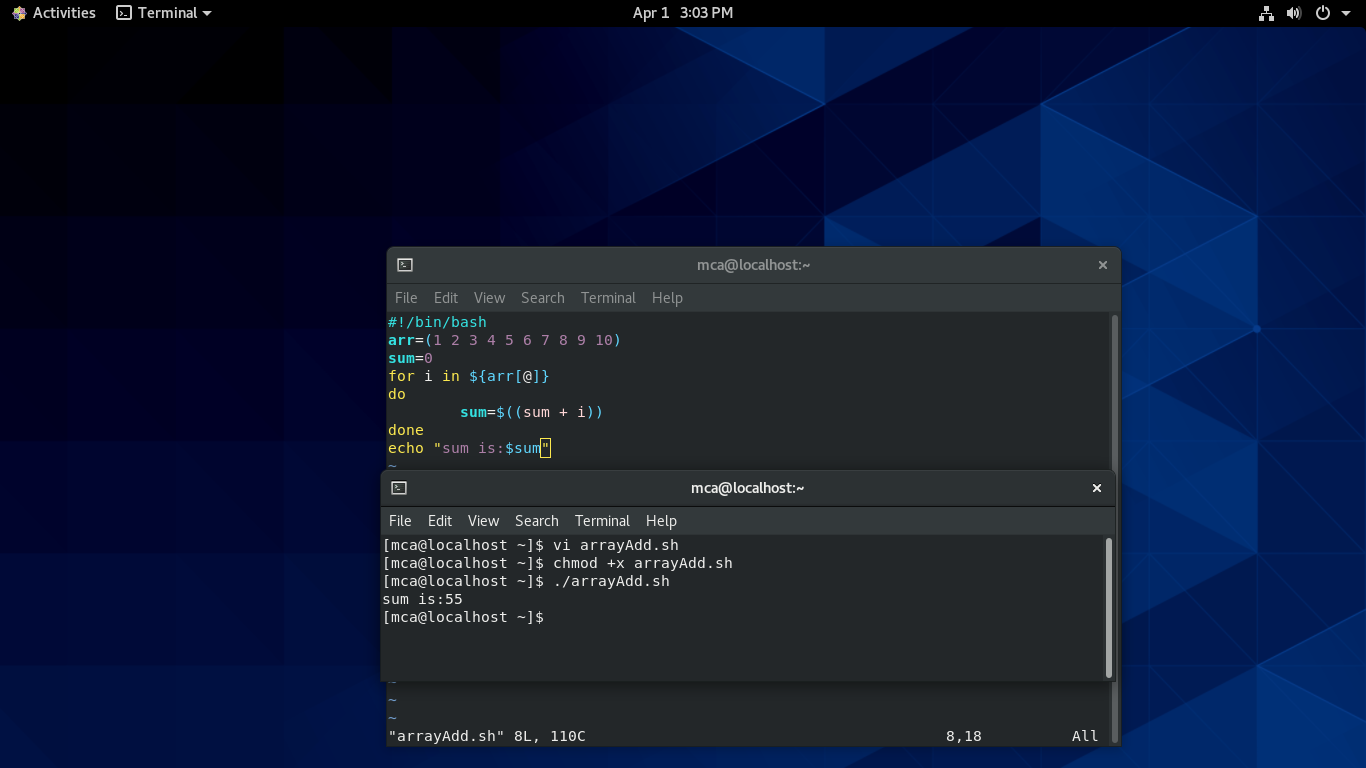 Activities Terminal Apr 1 3:03 PM
mca@localhost:~
File Edit View Search Terminal Help
#!/bin/bash
arr=(1 2 3 4 5 6 7 8 9 10)
sum=0
for i in ${arr[@]}
do
        sum=$((sum + i))
done
echo "sum is:$sum"
~
mca@localhost:~
File Edit View Search Terminal Help
[mca@localhost ~]$ vi arrayAdd.sh
[mca@localhost ~]$ chmod +x arrayAdd.sh
[mca@localhost ~]$ ./arrayAdd.sh
sum is:55
[mca@localhost ~]$
~
~
~
"arrayAdd.sh" 8L, 110C 8,18 All